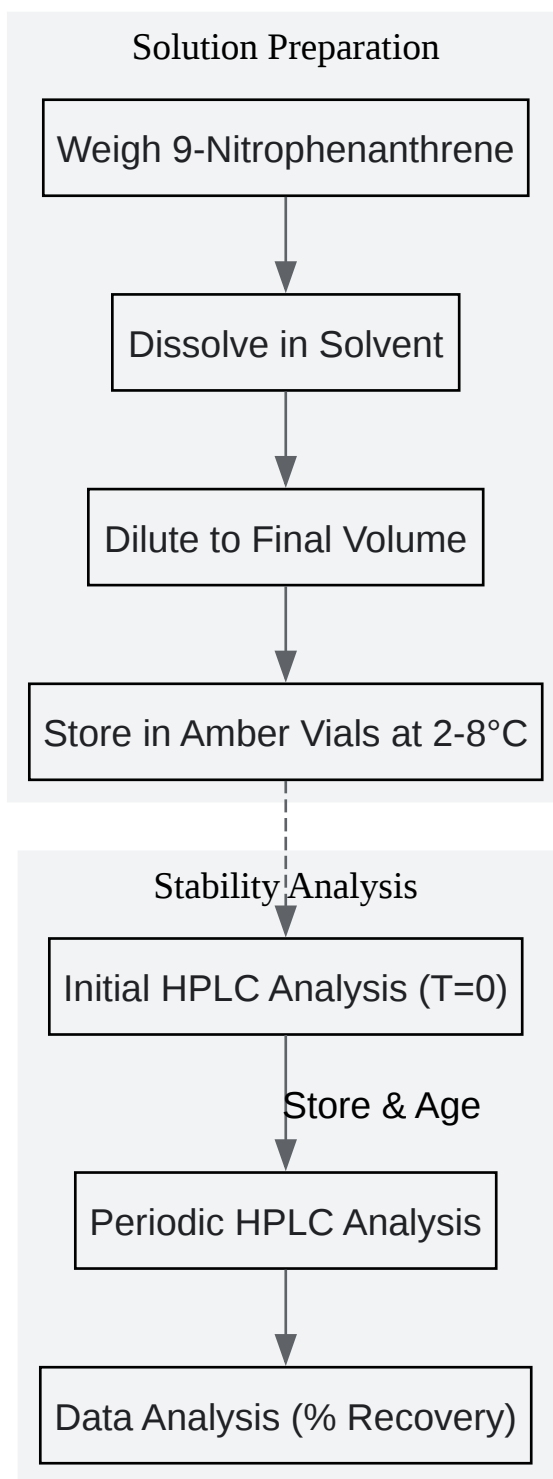 Solution Preparation
Weigh 9-Nitrophenanthrene
Dissolve in Solvent
Dilute to Final Volume
Store in Amber Vials at 2-8°C
Stability Analysis
Initial HPLC Analysis (T=0)
Store & Age
Periodic HPLC Analysis
Data Analysis (% Recovery)